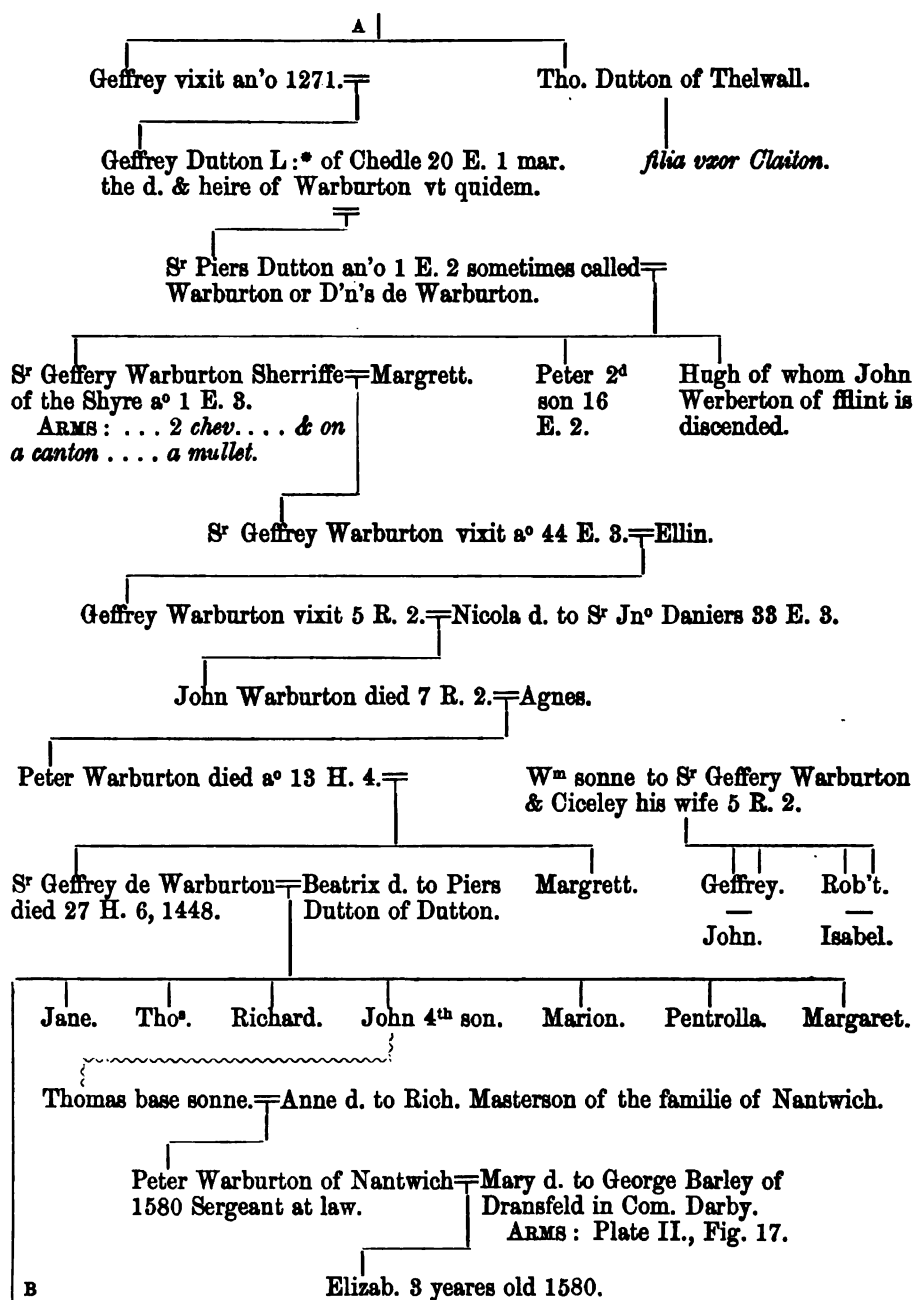 A
Geffrey vixit an'o 1271.
Tho. Dutton of Thelwall.
Geffrey Dutton L :* of Chedle 20 E. 1 mar.
the d. & heire of Warburton vt quidem.
filia vxor Claiton.
Sr Piers Dutton an'o 1 E. 2 sometimes called
Warburton or D'n's de Warburton.
Sr Geffery Warburton Sherriffe
of the Shyre ao 1 E. 3.
ARMS : ... 2 chev.... & on
a canton .... a mullet.
Margrett.
Peter 2d
son 16
E. 2.
Hugh of whom John
Werberton of fflint is
discended.
Sr Geffrey Warburton vixit ao 44 E. 3.
Ellin.
Geffrey Warburton vixit 5 R. 2.
Nicola d. to Sr Jno Daniers 33 E. 3.
John Warburton died 7 R. 2.
Agnes.
Peter Warburton died ao 13 H. 4.
Wm sonne to Sr Geffery Warburton
& Ciceley his wife 5 R. 2.
Sr Geffrey de Warburton
died 27 H. 6, 1448.
Beatrix d. to Piers
Dutton of Dutton.
Margrett.
Geffrey.
John.
Rob't.
Isabel.
Jane.
Thos.
Richard.
John 4th son.
Marion.
Pentrolla.
Margaret.
Thomas base sonne.
Anne d. to Rich. Masterson of the familie of Nantwich.
Peter Warburton of Nantwich
1580 Sergeant at law.
Mary d. to George Barley of
Dransfeld in Com. Darby.
ARMS : Plate II., Fig. 17.
B
Elizab. 3 yeares old 1580.